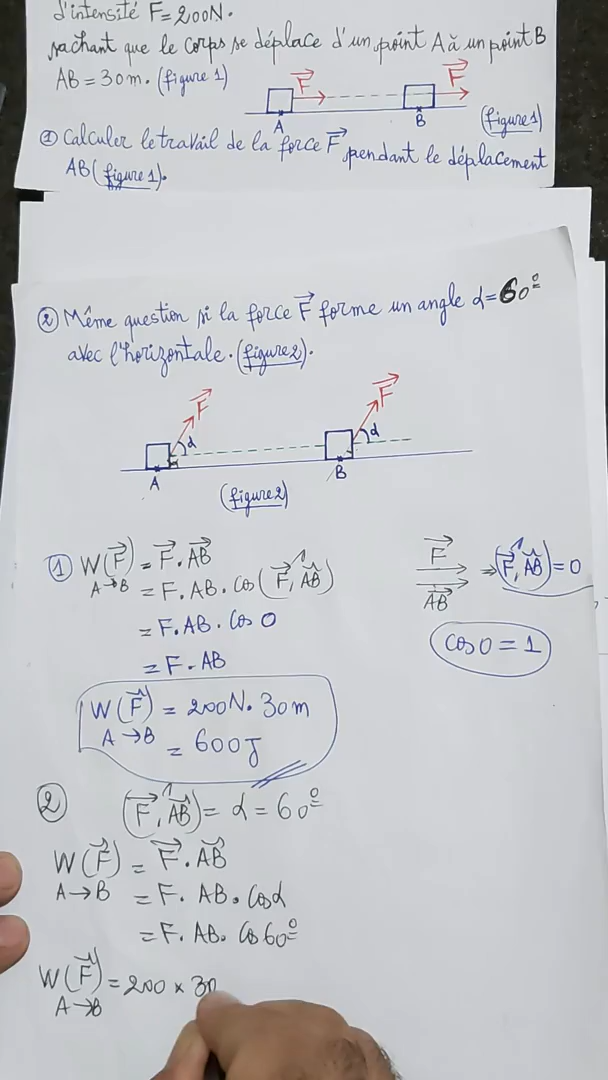 d'intensité F=200N.
sachant que le corps se déplace d'un point A à un point B
AB = 30m. (figure 1)
F F
A B (figure 1)
① Calculer le travail de la force F pendant le déplacement
AB (figure 1).
② Même question si la force F forme un angle α=60°
avec l'horizontale. (figure 2).
F F
α α
A B
(figure 2)
① W(F) = F . AB
A→B = F. AB. cos(F, AB)
= F. AB. Cos 0
= F. AB
F
AB
⇒ (F, AB) = 0
cos 0 = 1
W(F) = 200N. 30m
A→B = 600J
② (F, AB) = α = 60°
W(F) = F . AB
A→B = F. AB. Cosα
= F. AB. Cos 60°
W(F) = 200 × 30
A→B